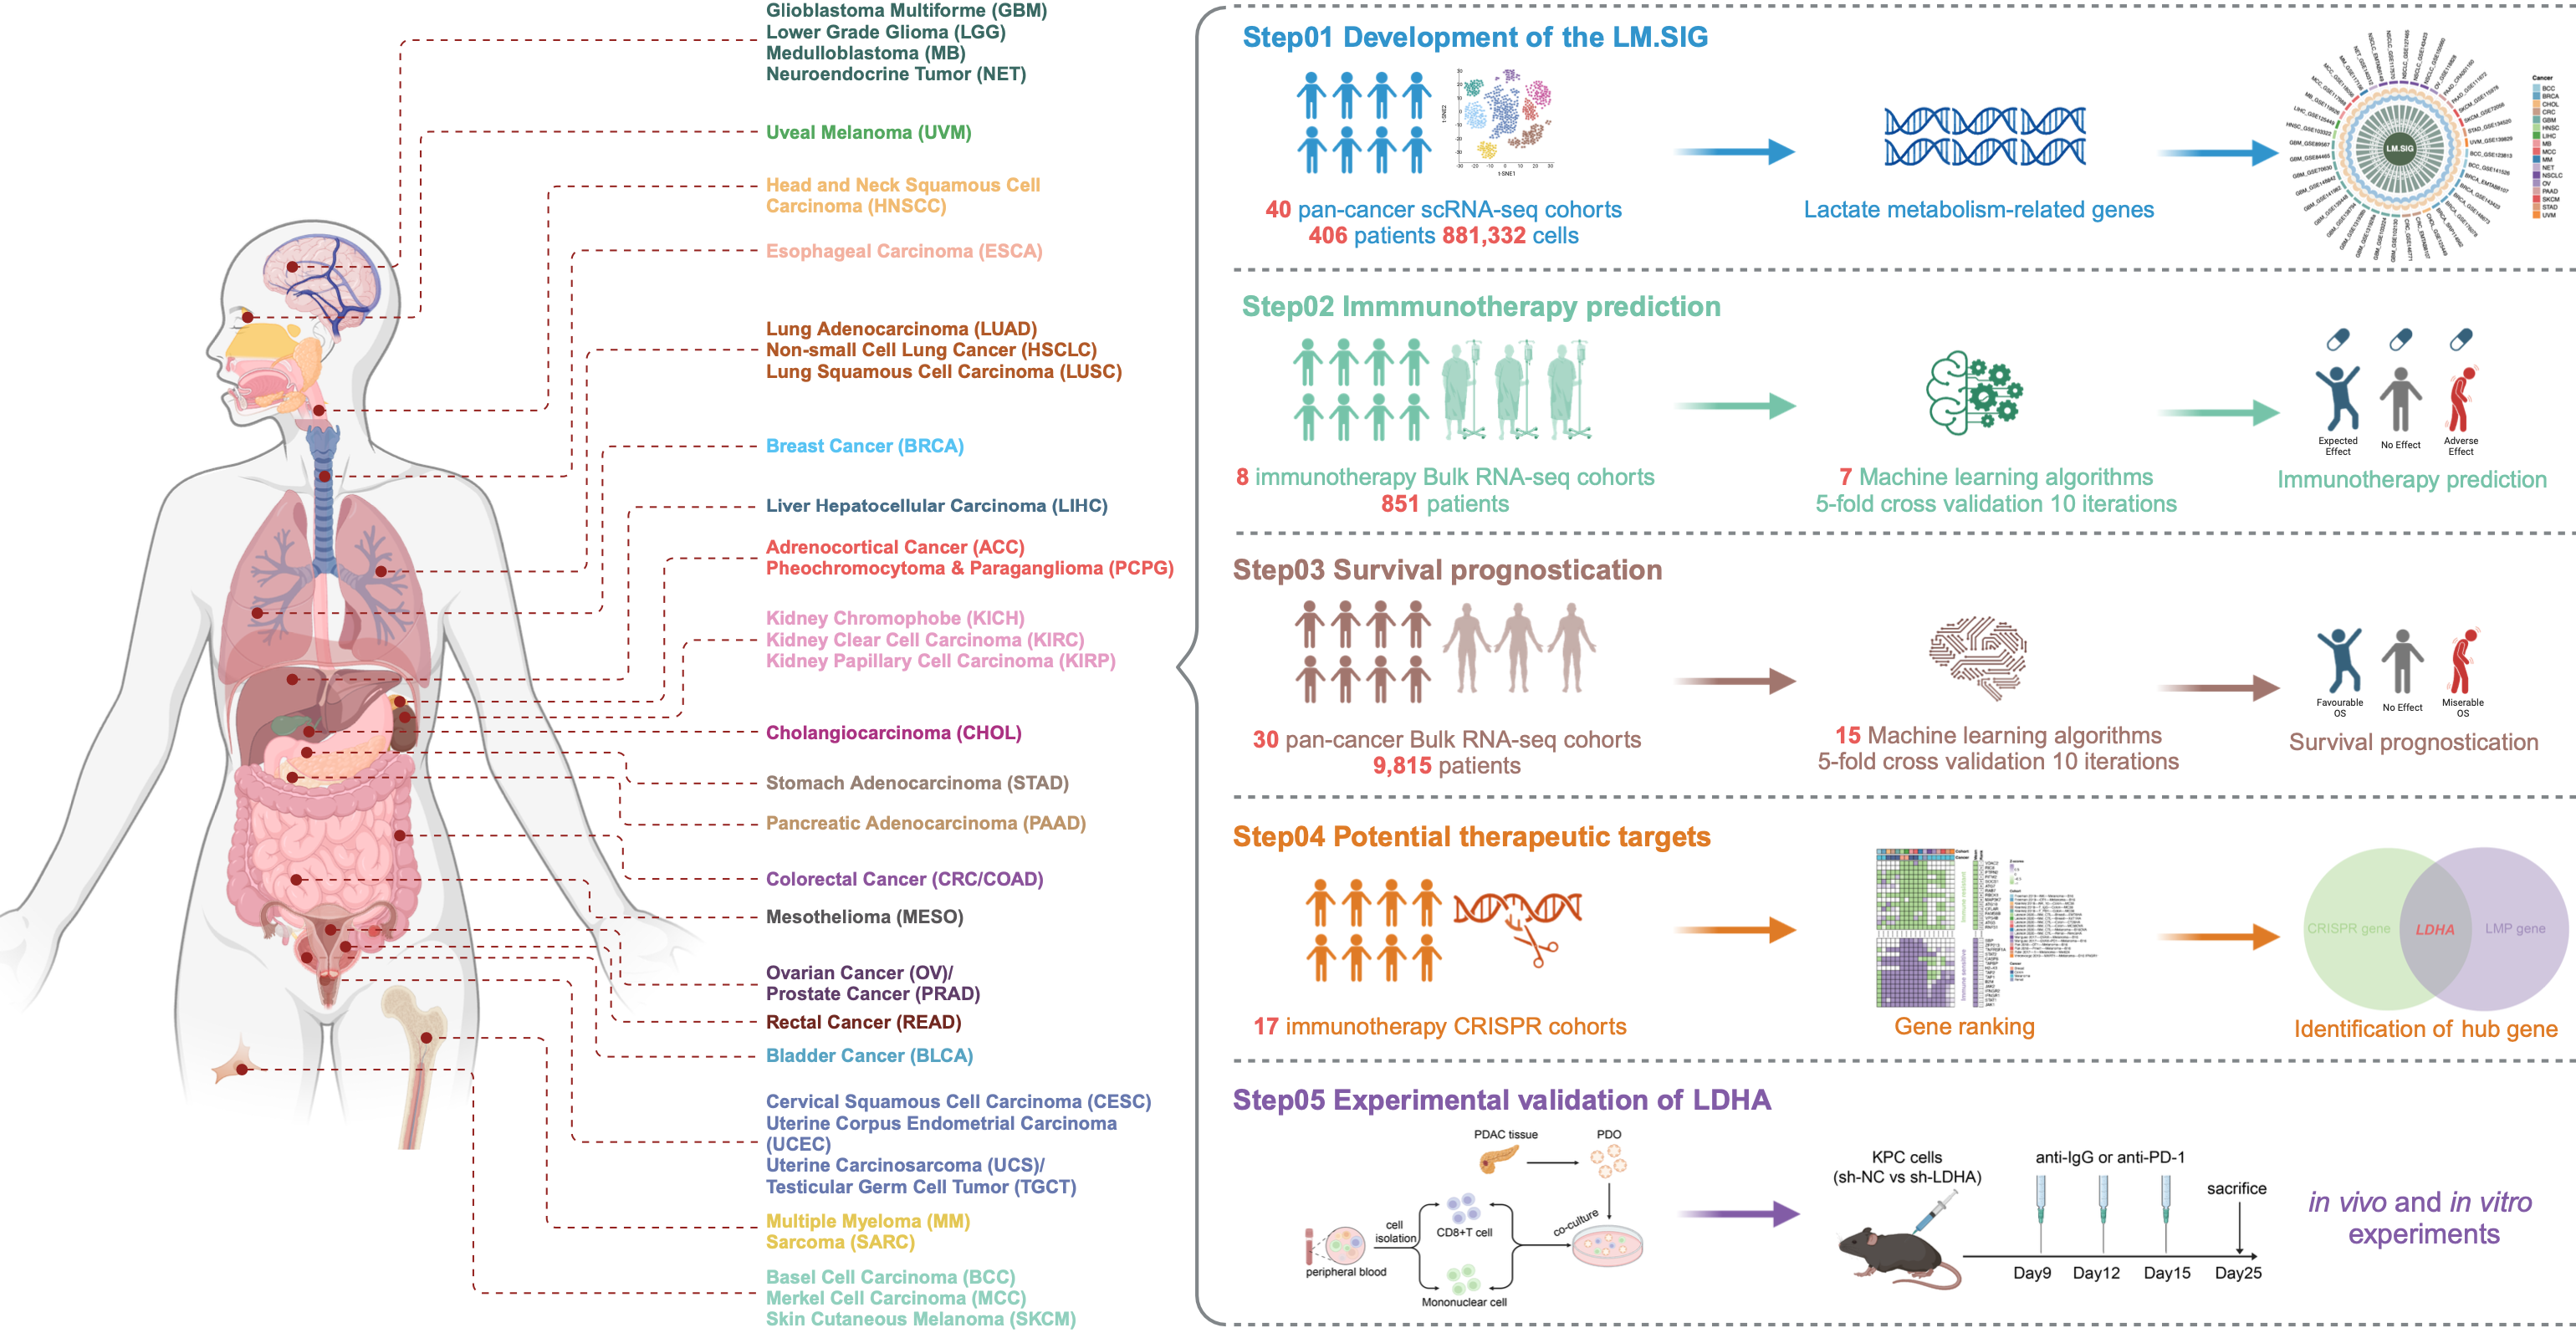 Glioblastoma Multiforme (GBM)
Lower Grade Glioma (LGG)
Medulloblastoma (MB)
Neuroendocrine Tumor (NET)
Uveal Melanoma (UVM)
Head and Neck Squamous Cell
Carcinoma (HNSCC)
Esophageal Carcinoma (ESCA)
Lung Adenocarcinoma (LUAD)
Non-small Cell Lung Cancer (HSCLC)
Lung Squamous Cell Carcinoma (LUSC)
Breast Cancer (BRCA)
Liver Hepatocellular Carcinoma (LIHC)
Adrenocortical Cancer (ACC)
Pheochromocytoma & Paraganglioma (PCPG)
Kidney Chromophobe (KICH)
Kidney Clear Cell Carcinoma (KIRC)
Kidney Papillary Cell Carcinoma (KIRP)
Cholangiocarcinoma (CHOL)
Stomach Adenocarcinoma (STAD)
Pancreatic Adenocarcinoma (PAAD)
Colorectal Cancer (CRC/COAD)
Mesothelioma (MESO)
Ovarian Cancer (OV)/
Prostate Cancer (PRAD)
Rectal Cancer (READ)
Bladder Cancer (BLCA)
Cervical Squamous Cell Carcinoma (CESC)
Uterine Corpus Endometrial Carcinoma
(UCEC)
Uterine Carcinosarcoma (UCS)/
Testicular Germ Cell Tumor (TGCT)
Multiple Myeloma (MM)
Sarcoma (SARC)
Basel Cell Carcinoma (BCC)
Merkel Cell Carcinoma (MCC)
Skin Cutaneous Melanoma (SKCM)
Step01 Development of the LM.SIG
t-SNE2
t-SNE1
40 pan-cancer scRNA-seq cohorts
406 patients 881,332 cells
Lactate metabolism-related genes
LM.SIG
Cancer
BCC
BRCA
CHOL
CRC
GBM
HNSC
LIHC
MB
MCC
MM
NET
NSCLC
OV
PAAD
SKCM
STAD
UVM
Step02 Immmunotherapy prediction
8 immunotherapy Bulk RNA-seq cohorts
851 patients
7 Machine learning algorithms
5-fold cross validation 10 iterations
Expected
Effect
No Effect
Adverse
Effect
Immunotherapy prediction
Step03 Survival prognostication
30 pan-cancer Bulk RNA-seq cohorts
9,815 patients
15 Machine learning algorithms
5-fold cross validation 10 iterations
Favourable
OS
No Effect
Miserable
OS
Survival prognostication
Step04 Potential therapeutic targets
17 immunotherapy CRISPR cohorts
Gene ranking
CRISPR gene
LDHA
LMP gene
Identification of hub gene
Step05 Experimental validation of LDHA
PDAC tissue
PDO
cell
isolation
CD8+T cell
co-culture
peripheral blood
Mononuclear cell
KPC cells
(sh-NC vs sh-LDHA)
anti-IgG or anti-PD-1
sacrifice
Day9
Day12
Day15
Day25
in vivo and in vitro
experiments